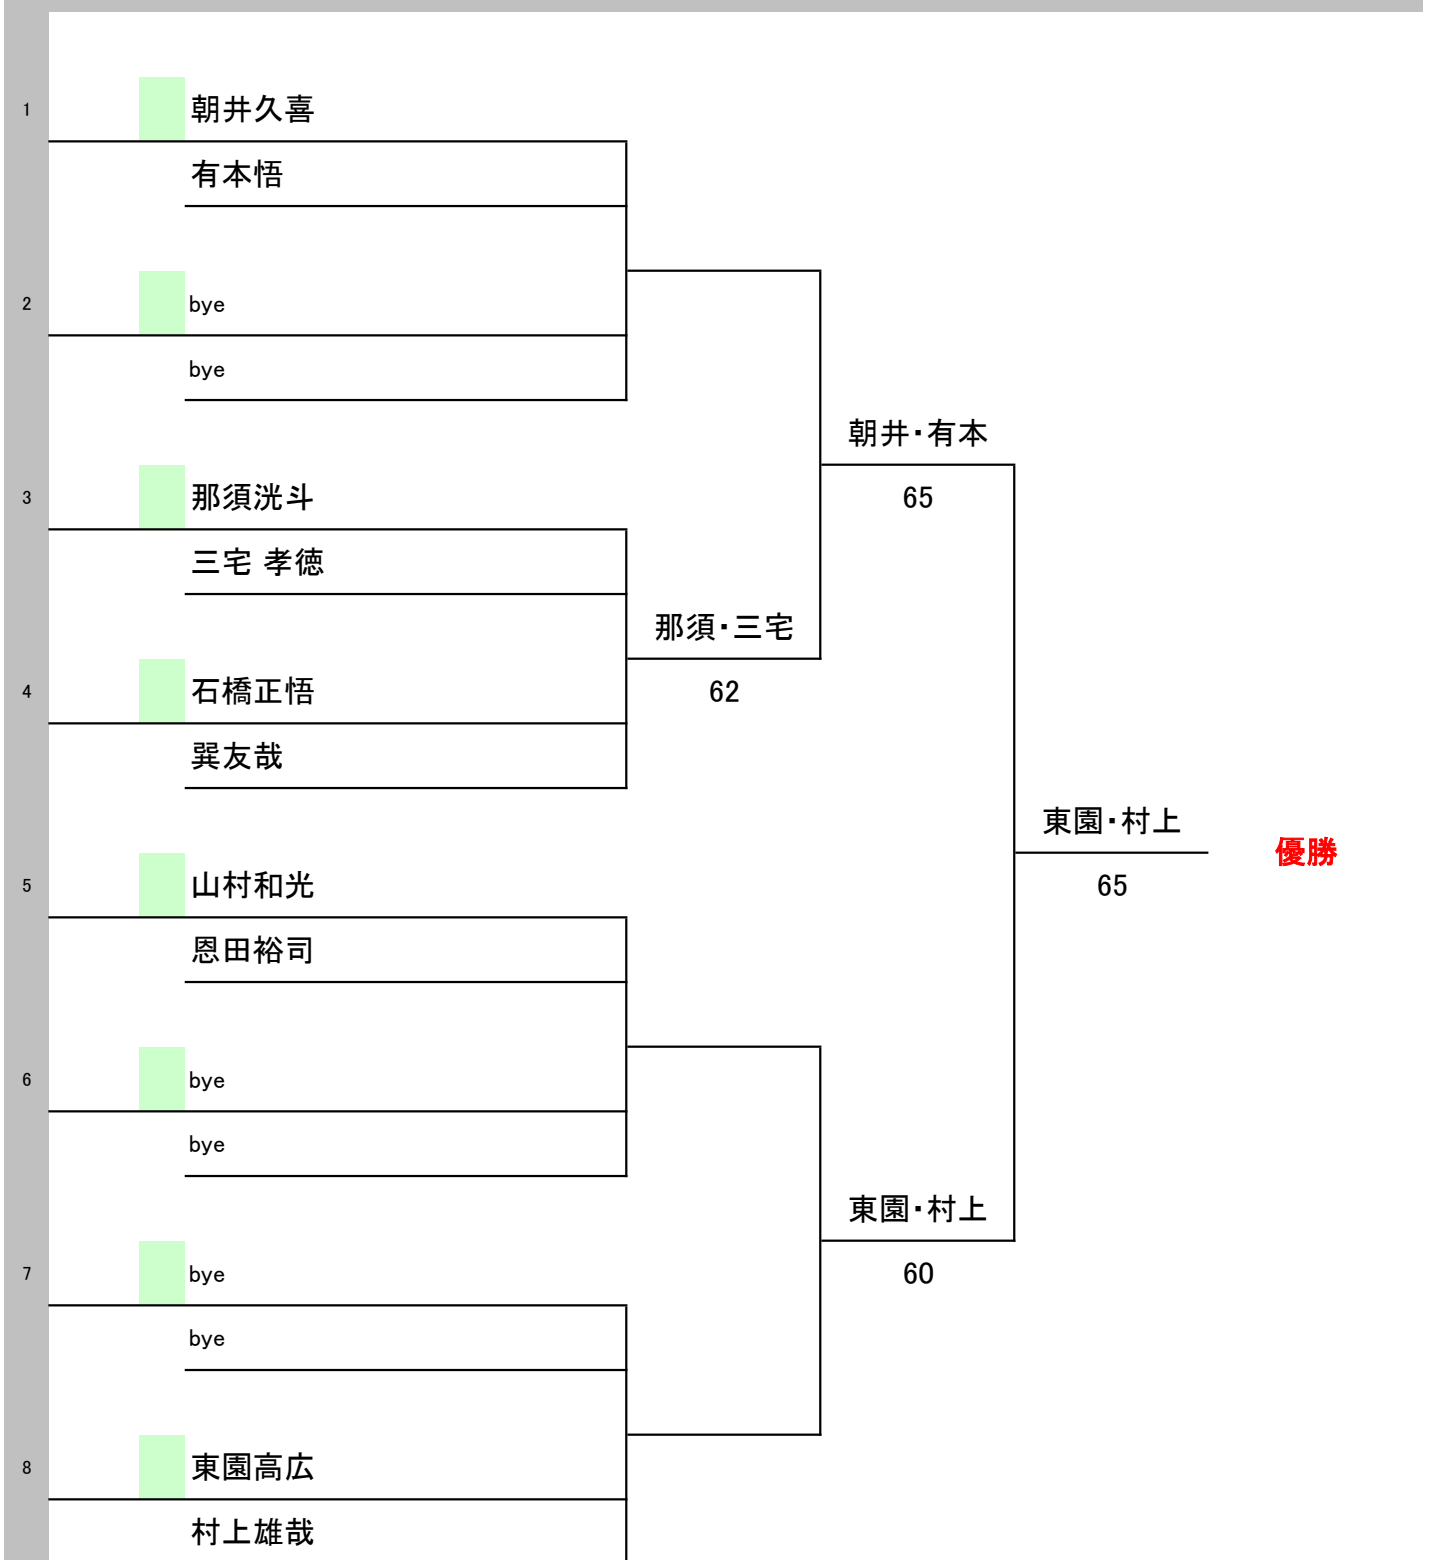 1 朝井久喜
有本悟
2 bye
bye
朝井・有本
3 那須洸斗
65
三宅 孝徳
那須・三宅
4 石橋正悟
62
巽友哉
東園・村上
優勝
5 山村和光
65
恩田裕司
6 bye
bye
東園・村上
7 bye
60
bye
8 東園高広
村上雄哉